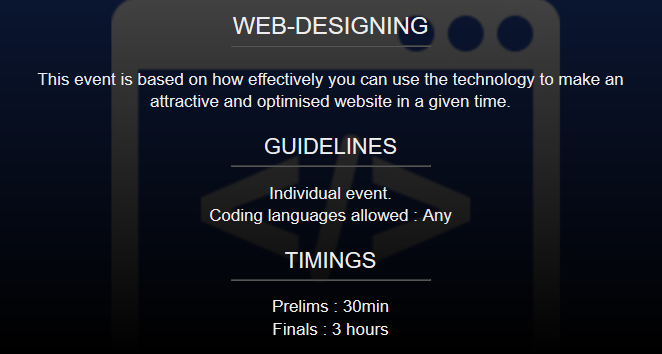 WEB-DESIGNING
This event is based on how effectively you can use the technology to make an
attractive and optimised website in a given time.
GUIDELINES
Individual event.
Coding languages allowed : Any
TIMINGS
Prelims : 30min
Finals : 3 hours